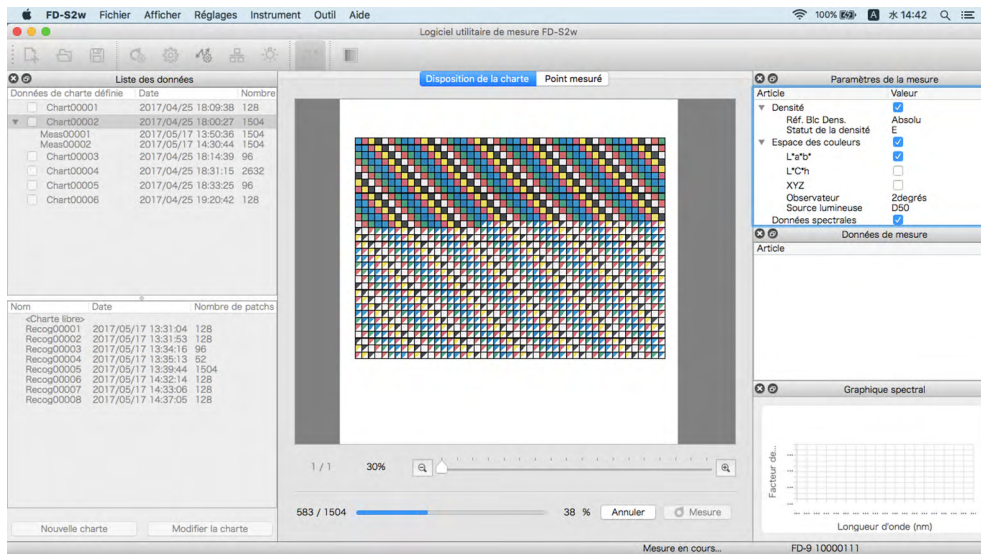 FD-S2w Fichier Afficher Réglages Instrument Outil Aide 100% A 水14:42
Logiciel utilitaire de mesure FD-S2w
Liste des données
Données de charte définie Date Nombre
Chart00001 2017/04/25 18:09:38 128
Chart00002 2017/04/25 18:00:27 1504
Meas00001 2017/05/17 13:50:36 1504
Meas00002 2017/05/17 14:30:44 1504
Chart00003 2017/04/25 18:14:39 96
Chart00004 2017/04/25 18:31:15 2632
Chart00005 2017/04/25 18:33:25 96
Chart00006 2017/04/25 19:20:42 128
Nom Date Nombre de patchs
<Charte libre>
Recog00001 2017/05/17 13:31:04 128
Recog00002 2017/05/17 13:31:53 128
Recog00003 2017/05/17 13:34:16 96
Recog00004 2017/05/17 13:35:13 52
Recog00005 2017/05/17 13:39:44 1504
Recog00006 2017/05/17 14:32:14 128
Recog00007 2017/05/17 14:33:06 128
Recog00008 2017/05/17 14:37:05 128
Nouvelle charte Modifier la charte
Disposition de la charte Point mesuré
1 / 1 30%
583 / 1504 38 % Annuler Mesure
Paramètres de la mesure
Article Valeur
Densité
Réf. Blc Dens. Absolu
Statut de la densité E
Espace des couleurs
L*a*b*
L*C*h
XYZ
Observateur 2degrés
Source lumineuse D50
Données spectrales
Données de mesure
Article
Graphique spectral
Facteur de...
Longueur d'onde (nm)
Mesure en cours... FD-9 10000111